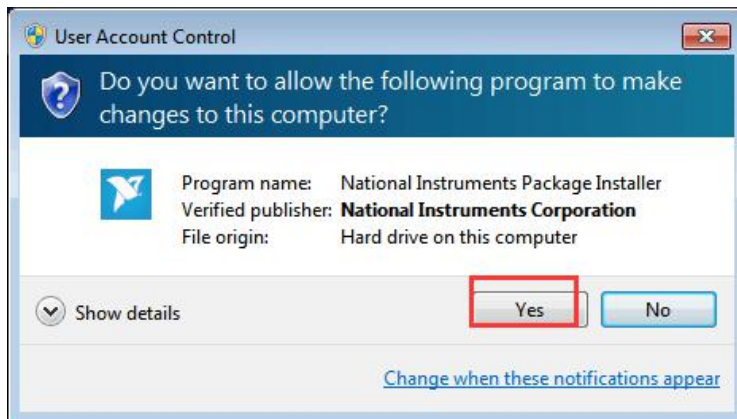 User Account Control
Do you want to allow the following program to make
changes to this computer?
Program name: National Instruments Package Installer
Verified publisher: National Instruments Corporation
File origin: Hard drive on this computer
Show details Yes No
Change when these notifications appear